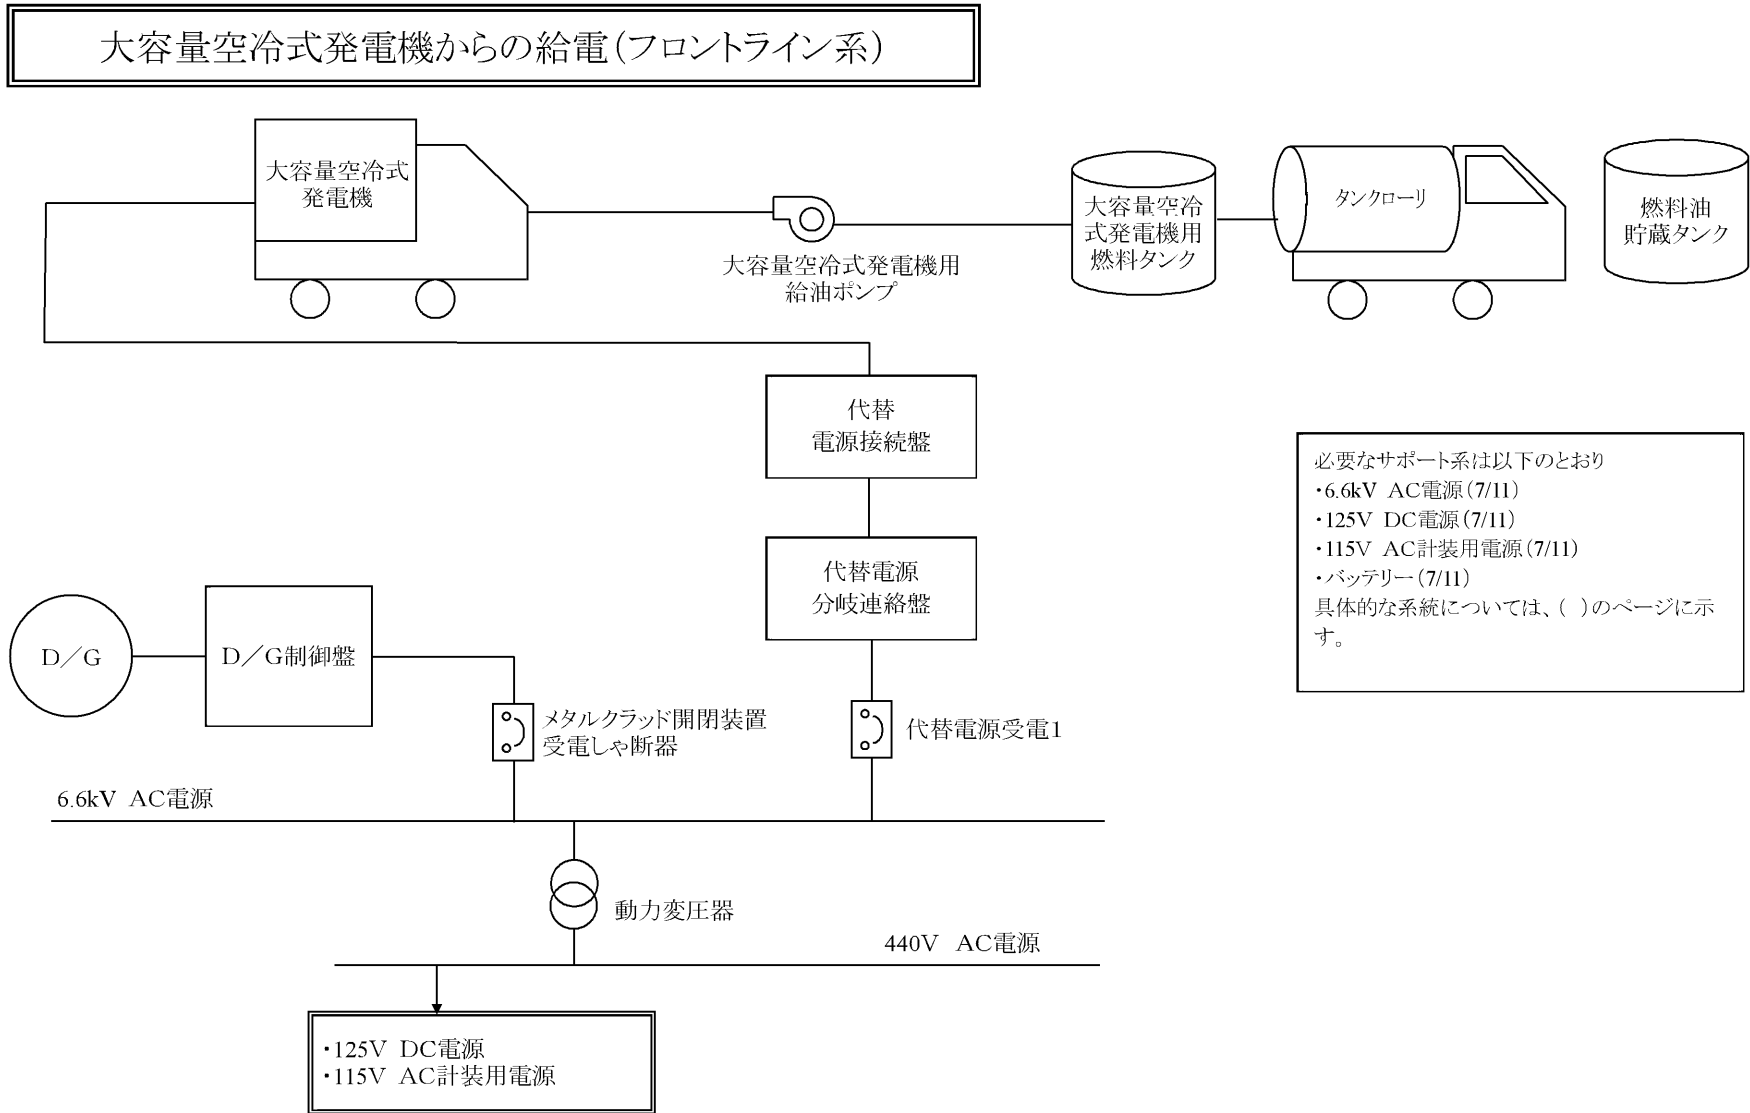 大容量空冷式発電機からの給電(フロントライン系)
大容量空冷式
発電機
大容量空冷式発電機用
給油ポンプ
大容量空冷
式発電機用
燃料タンク
タンクローリ
燃料油
貯蔵タンク
代替
電源接続盤
代替電源
分岐連絡盤
必要なサポート系は以下のとおり
・6.6kV AC電源(7/11)
・125V DC電源(7/11)
・115V AC計装用電源(7/11)
・バッテリー(7/11)
具体的な系統については、( )のページに示
す。
D/G
D/G制御盤
メタルクラッド開閉装置
受電しゃ断器
代替電源受電1
6.6kV AC電源
動力変圧器
440V AC電源
・125V DC電源
・115V AC計装用電源